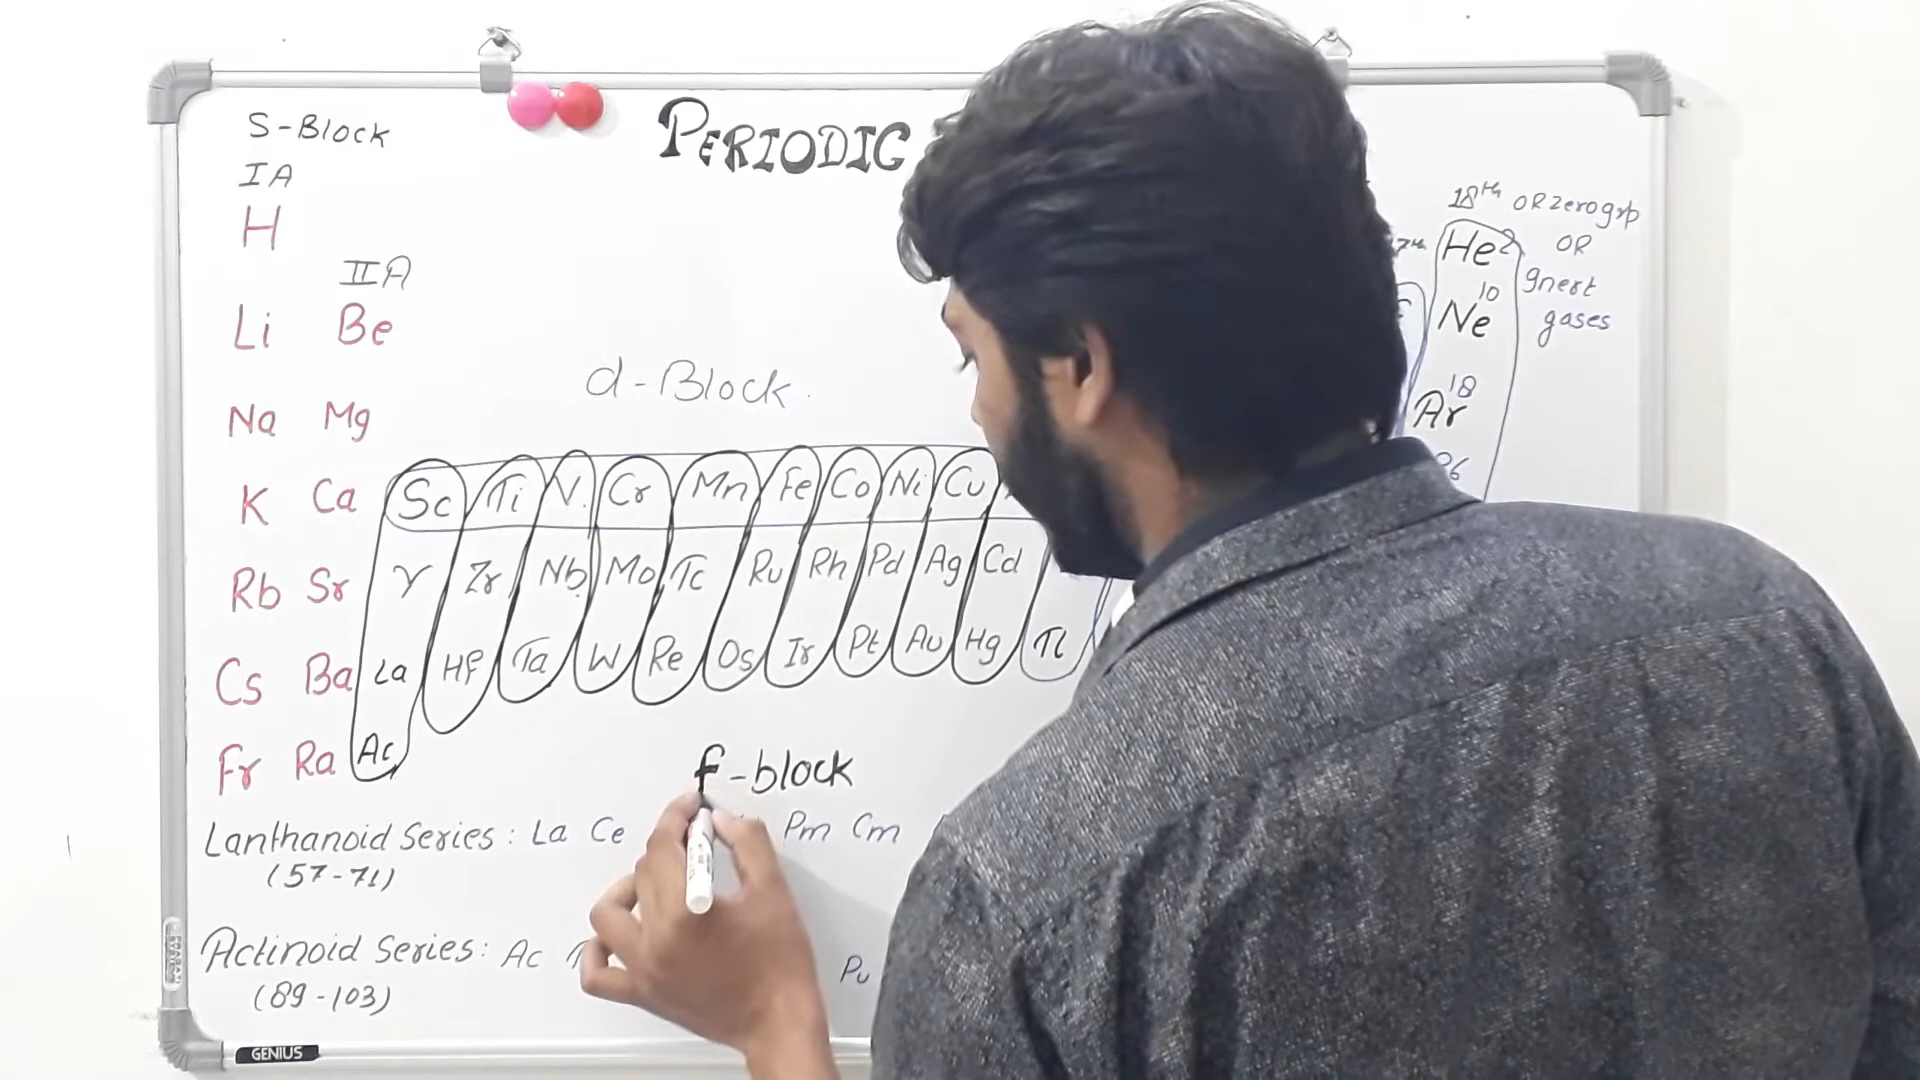 PERIODIC
S-Block
IA
H
IIA
Li Be
Na Mg
K Ca
Rb Sr
Cs Ba
Fr Ra
d-Block.
Sc Ti V Cr Mn Fe Co Ni Cu
Y Zr Nb Mo Tc Ru Rh Pd Ag Cd
La Hf Ta W Re Os Ir Pt Au Hg Tl
Ac
18th OR zero grp
OR
gnert
gases
He 2
Ne 10
Ar 18
f-block
Lanthanoid Series: La Ce Pm Cm
(57-71)
Actinoid Series: Ac Pu
(89-103)
GENIUS